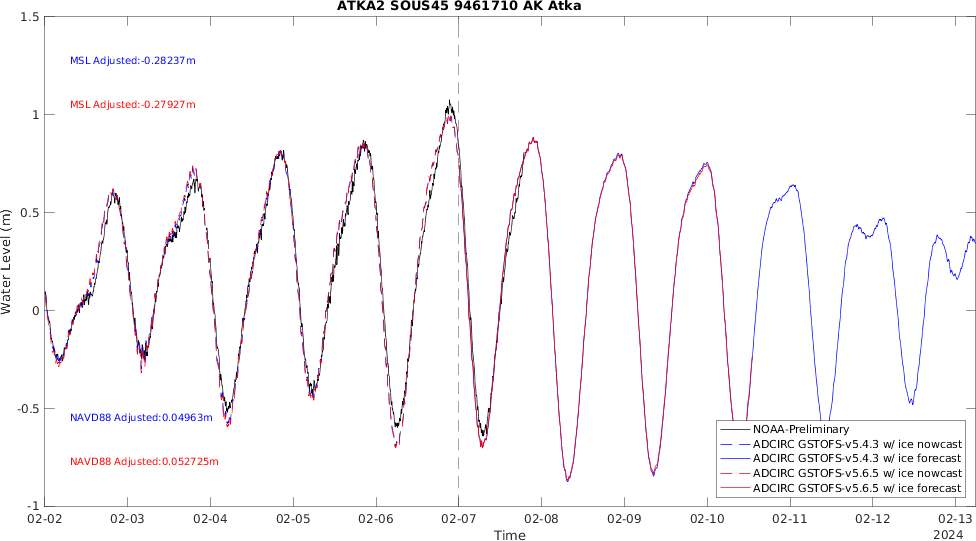 ATKA2 SOUS45 9461710 AK Atka
1.5
MSL Adjusted:-0.28237m
MSL Adjusted:-0.27927m
1
0.5
Water Level (m)
0
-0.5
NAVD88 Adjusted:0.04963m
NAVD88 Adjusted:0.052725m
NOAA-Preliminary
ADCIRC GSTOFS-v5.4.3 w/ ice nowcast
ADCIRC GSTOFS-v5.4.3 w/ ice forecast
ADCIRC GSTOFS-v5.6.5 w/ ice nowcast
ADCIRC GSTOFS-v5.6.5 w/ ice forecast
-1
02-02 02-03 02-04 02-05 02-06 02-07 02-08 02-09 02-10 02-11 02-12 02-13
Time 2024